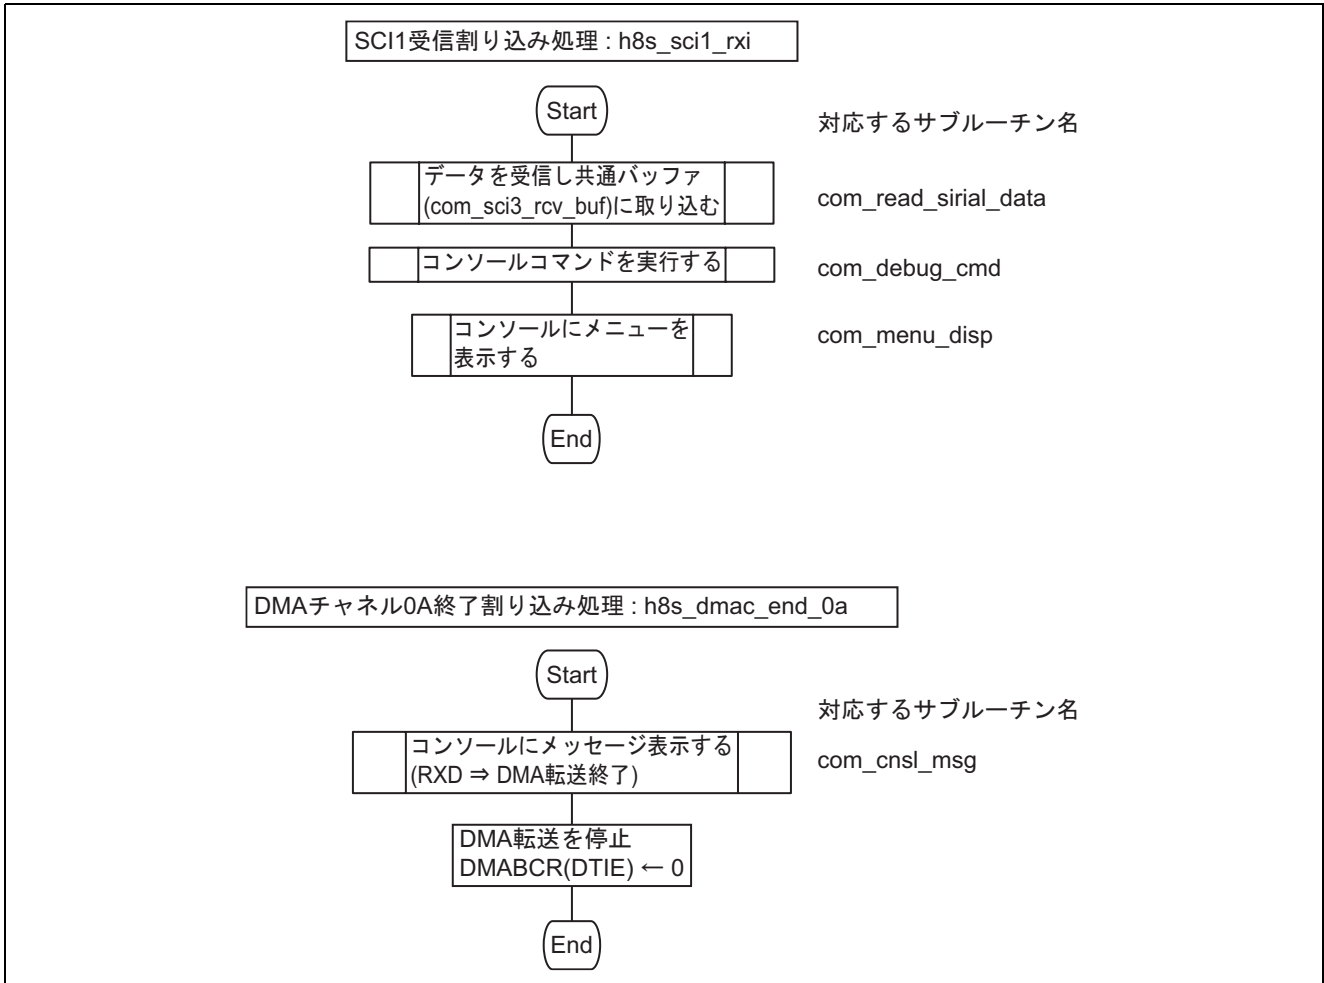 SCI1受信割り込み処理 : h8s_sci1_rxi
Start
対応するサブルーチン名
データを受信し共通バッファ
(com_sci3_rcv_buf)に取り込む
com_read_sirial_data
コンソールコマンドを実行する
com_debug_cmd
コンソールにメニューを
表示する
com_menu_disp
End
DMAチャネル0A終了割り込み処理 : h8s_dmac_end_0a
Start
対応するサブルーチン名
コンソールにメッセージ表示する
(RXD ⇒ DMA転送終了)
com_cnsl_msg
DMA転送を停止
DMABCR(DTIE) ← 0
End